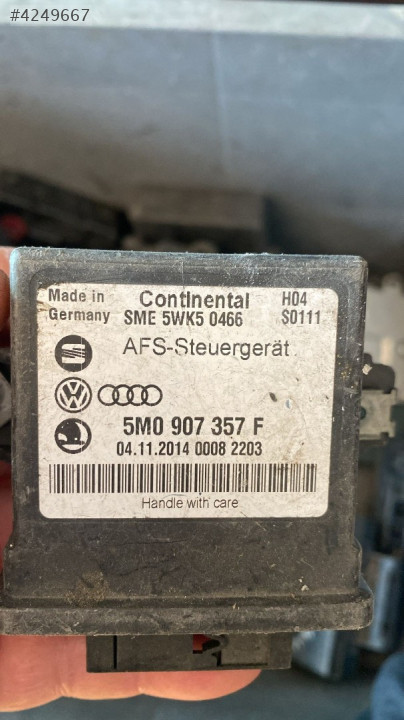 #4249667
Made in Continental H04
Germany SME 5WK5 0466 S0111
AFS-Steuergerät
5M0 907 357 F
04.11.2014 0008 2203
Handle with care